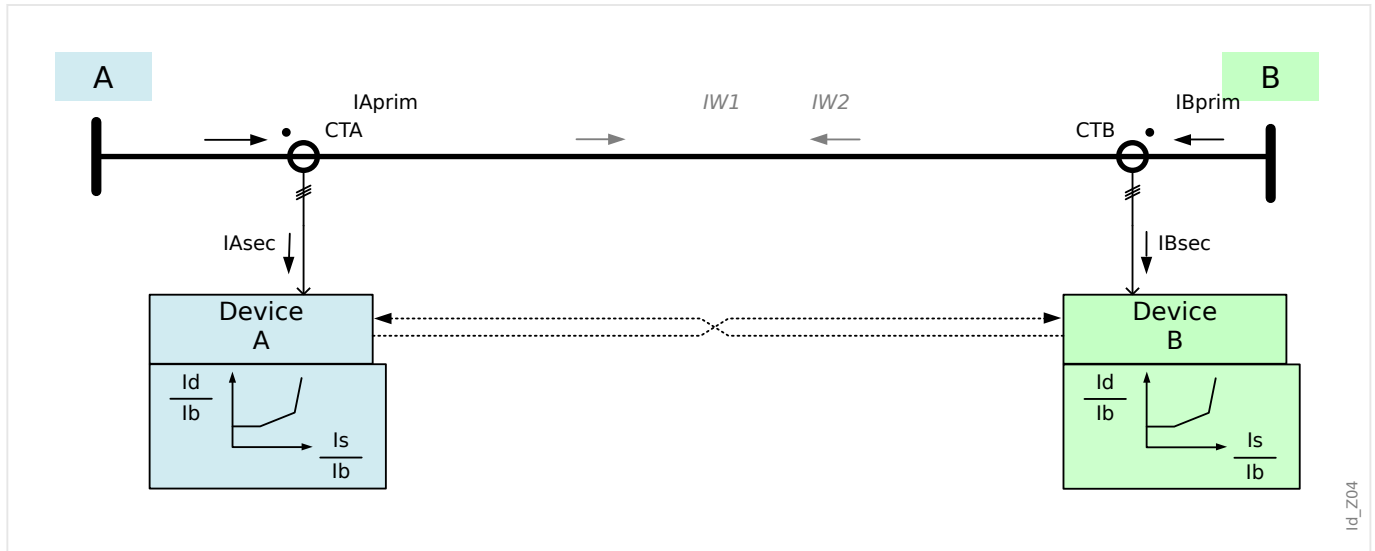 A
B
IAprim
IW1
IW2
IBprim
CTA
CTB
IAsec
IBsec
Device
A
Device
B
Id
Ib
Is
Ib
Id
Ib
Is
Ib
Id_Z04